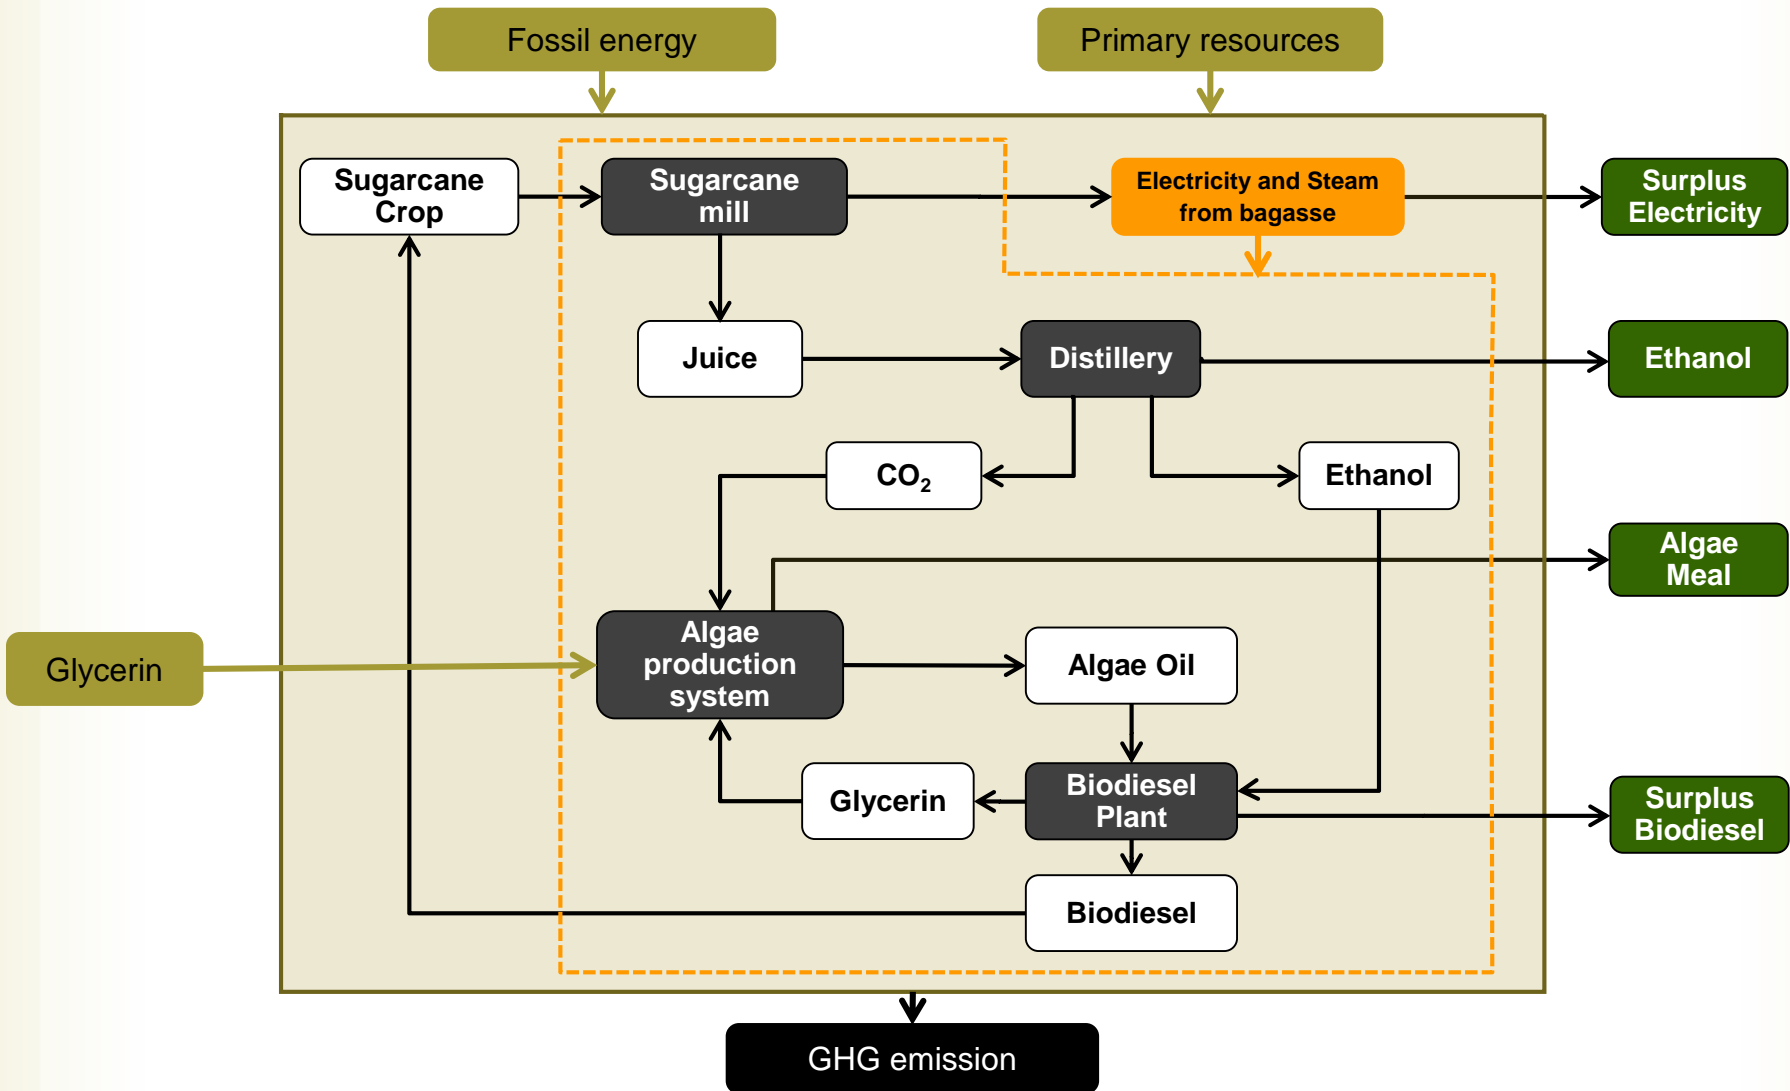 Fossil energy
Primary resources
Sugarcane
Crop
Sugarcane
mill
Electricity and Steam
from bagasse
Surplus
Electricity
Juice
Distillery
Ethanol
CO₂
Ethanol
Algae
Meal
Glycerin
Algae
production
system
Algae Oil
Glycerin
Biodiesel
Plant
Surplus
Biodiesel
Biodiesel
GHG emission